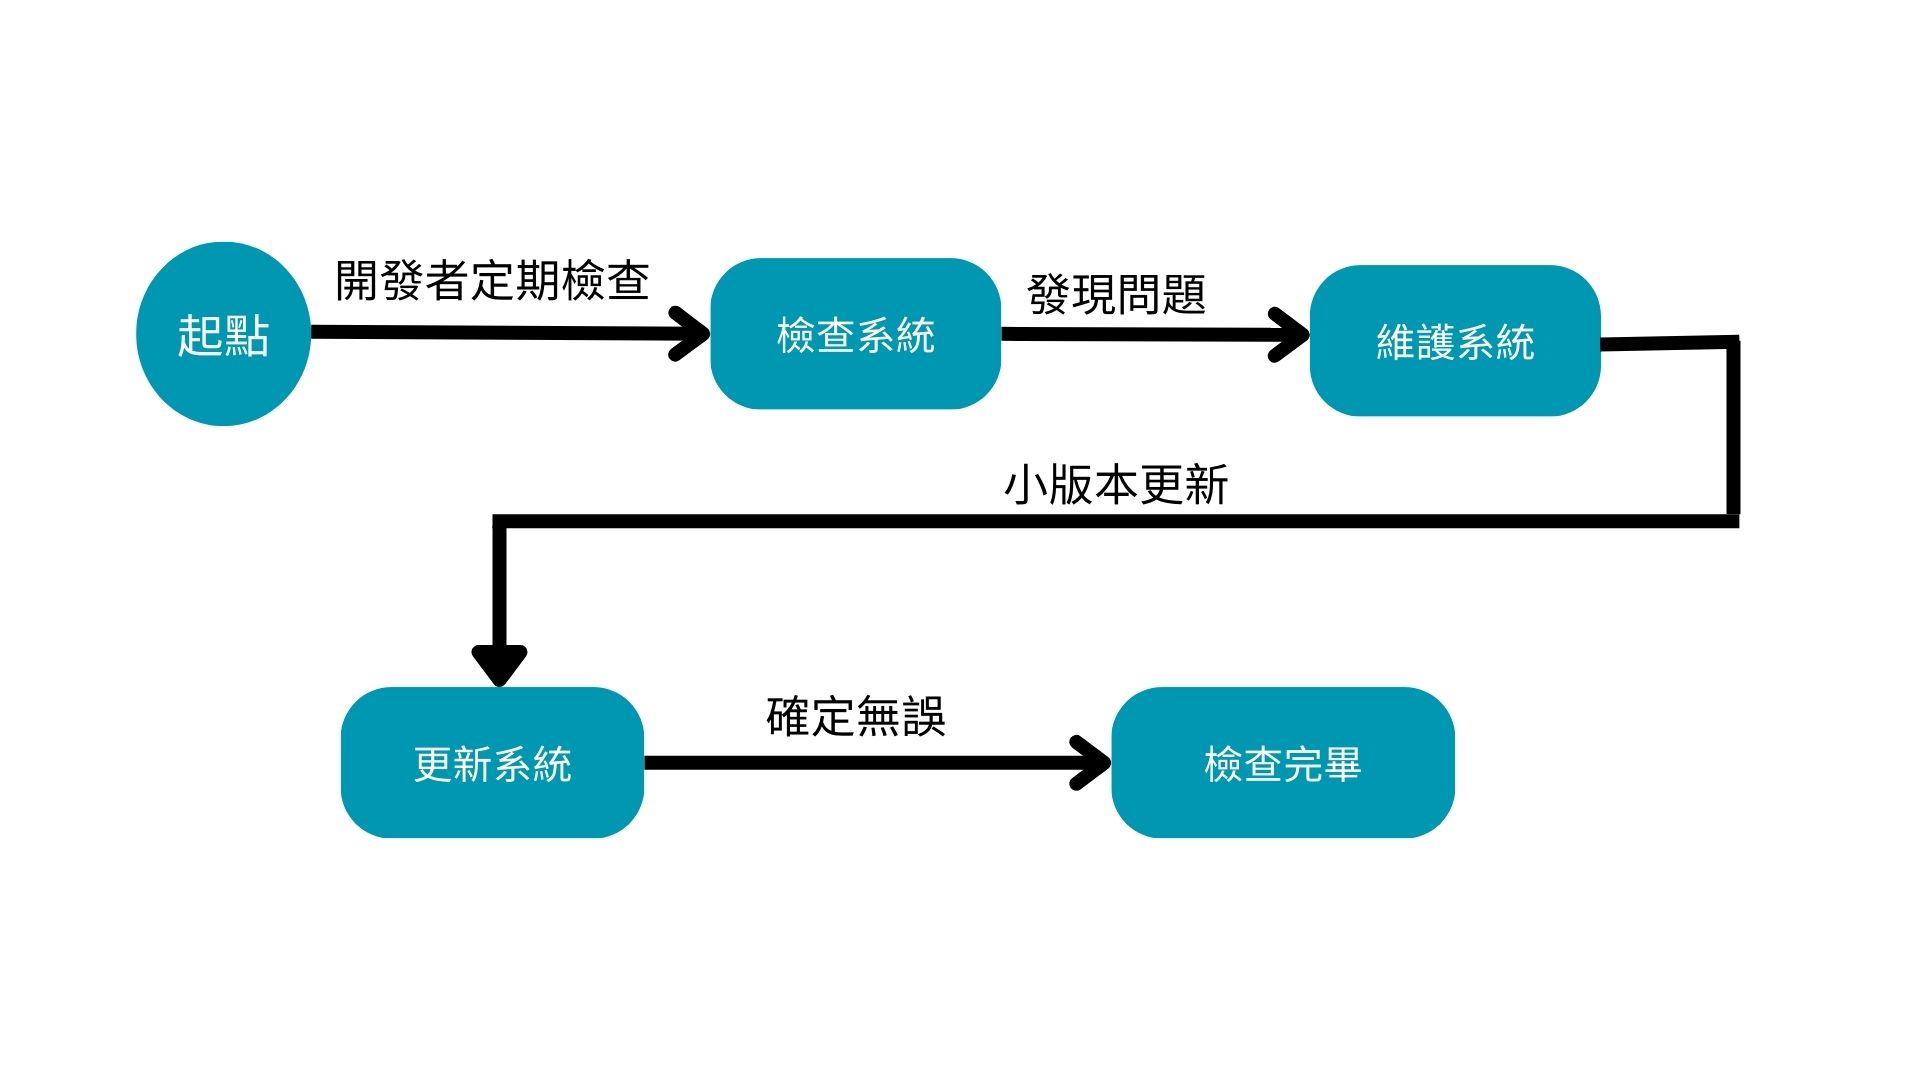 起點
開發者定期檢查
檢查系統
發現問題
維護系統
小版本更新
更新系統
確定無誤
檢查完畢